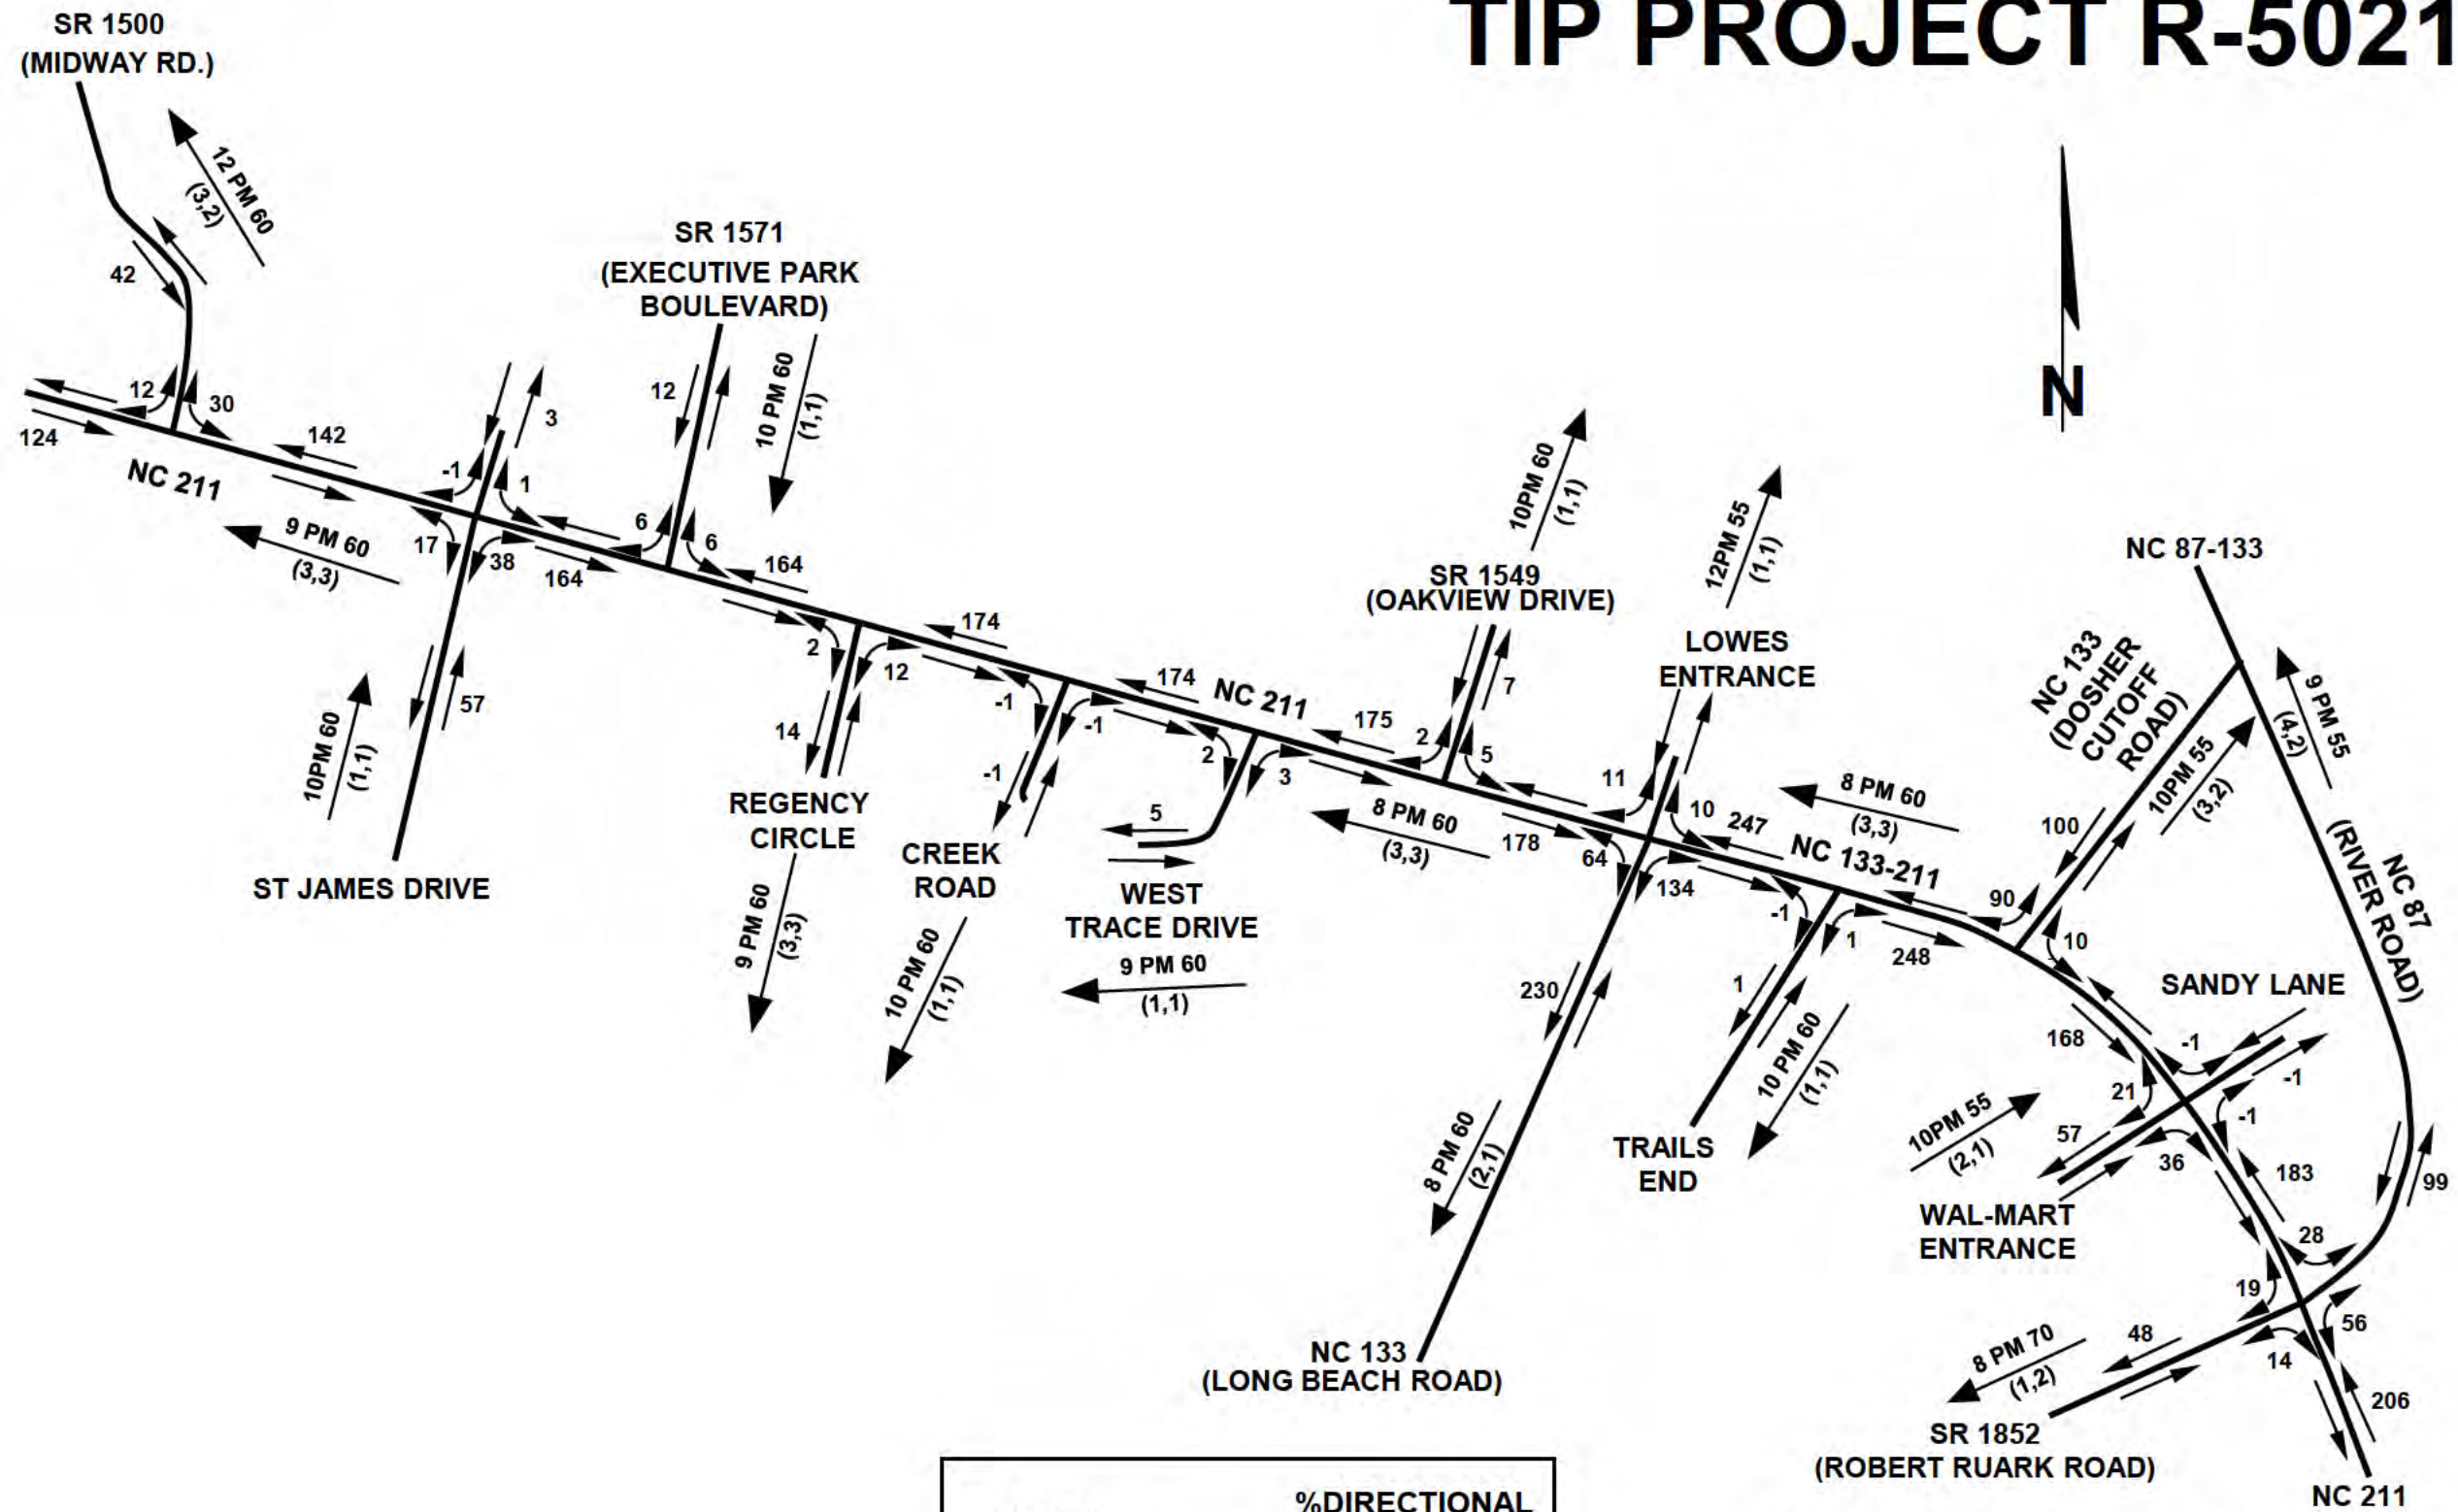 TIP PROJECT R-5021
SR 1500
(MIDWAY RD.)
12 PM 60
(3,2)
42
12
30
124
NC 211
142
9 PM 60
(3,3)
-1
3
1
17
38
164
57
10PM 60
(1,1)
ST JAMES DRIVE
SR 1571
(EXECUTIVE PARK
BOULEVARD)
12
10 PM 60
(1,1)
6
6
164
2
12
14
REGENCY
CIRCLE
9 PM 60
(3,3)
174
-1
-1
-1
CREEK
ROAD
10 PM 60
(1,1)
174
NC 211
2
3
5
WEST
TRACE DRIVE
9 PM 60
(1,1)
175
10PM 60
(1,1)
SR 1549
(OAKVIEW DRIVE)
7
2
5
8 PM 60
(3,3)
178
12PM 55
(1,1)
LOWES
ENTRANCE
11
10
247
64
134
230
8 PM 60
(2,1)
NC 133
(LONG BEACH ROAD)
8 PM 60
(3,3)
NC 133-211
-1
1
1
248
10 PM 60
(1,1)
TRAILS
END
N
NC 87-133
NC 133
(DOSHER
CUTOFF
ROAD)
10PM 55
(3,2)
100
90
10
9 PM 55
(4,2)
NC 87
(RIVER ROAD)
SANDY LANE
168
-1
-1
21
-1
57
36
183
10PM 55
(2,1)
WAL-MART
ENTRANCE
99
28
19
56
14
48
8 PM 70
(1,2)
206
SR 1852
(ROBERT RUARK ROAD)
NC 211
%DIRECTIONAL